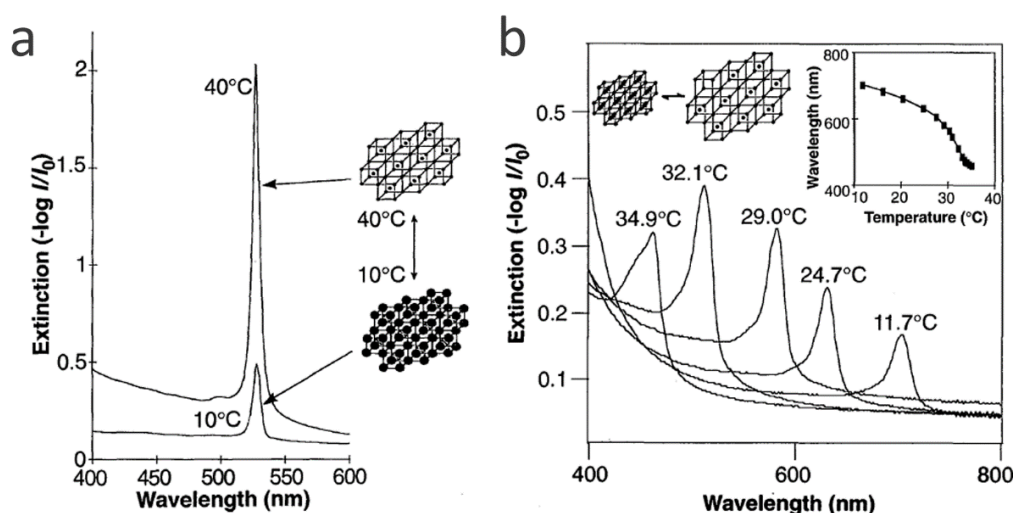 a
Extinction (-log I/I0)
2
1.5
1
0.5
0
40°C
10°C
40°C
10°C
400 450 500 550 600
Wavelength (nm)
b
Extinction (-log I/I0)
0.5
0.4
0.3
0.2
0.1
34.9°C
32.1°C
29.0°C
24.7°C
11.7°C
400 600 800
Wavelength (nm)
Wavelength (nm)
800
600
400
10 20 30 40
Temperature (°C)